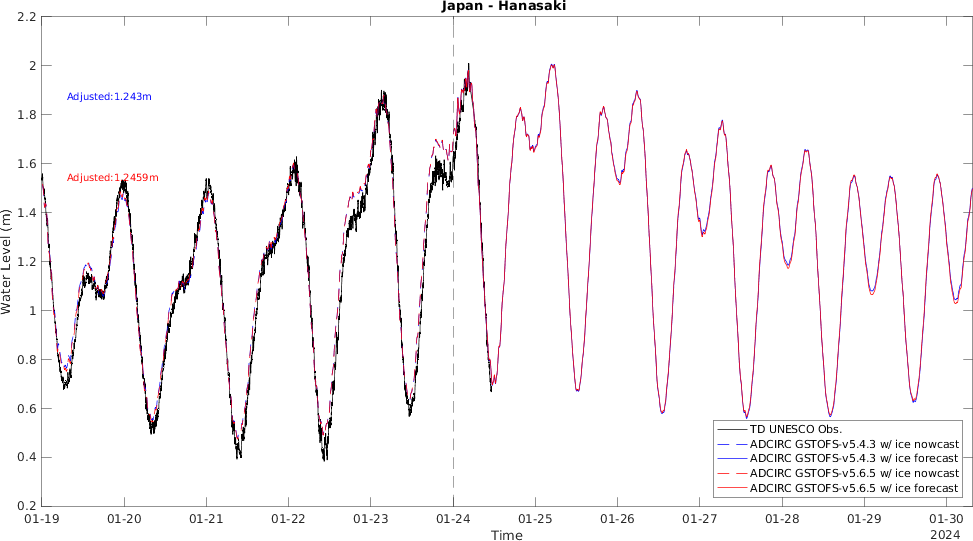 Japan - Hanasaki
2.2
2
1.8
1.6
1.4
1.2
1
0.8
0.6
0.4
0.2
Water Level (m)
Adjusted:1.243m
Adjusted:1.2459m
TD UNESCO Obs.
ADCIRC GSTOFS-v5.4.3 w/ ice nowcast
ADCIRC GSTOFS-v5.4.3 w/ ice forecast
ADCIRC GSTOFS-v5.6.5 w/ ice nowcast
ADCIRC GSTOFS-v5.6.5 w/ ice forecast
01-19 01-20 01-21 01-22 01-23 01-24 01-25 01-26 01-27 01-28 01-29 01-30
2024
Time